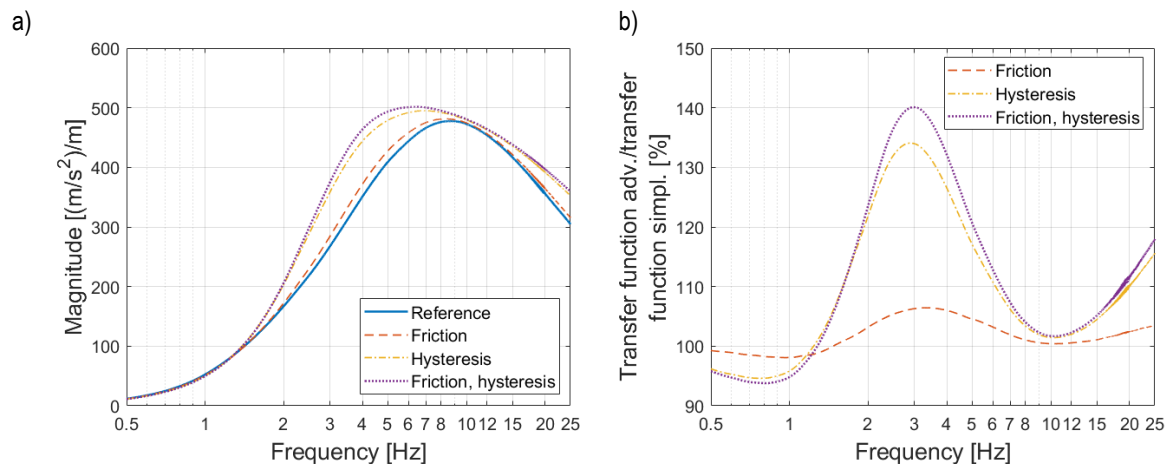 a)
600
500
400
300
200
100
0
Magnitude [(m/s²)/m]
0.5 1 2 3 4 5 6 7 8 10 12 15 20 25
Frequency [Hz]
Reference
Friction
Hysteresis
Friction, hysteresis
b)
150
140
130
120
110
100
90
Transfer function adv./transfer
function simpl. [%]
0.5 1 2 3 4 5 6 7 8 10 12 15 20 25
Frequency [Hz]
Friction
Hysteresis
Friction, hysteresis